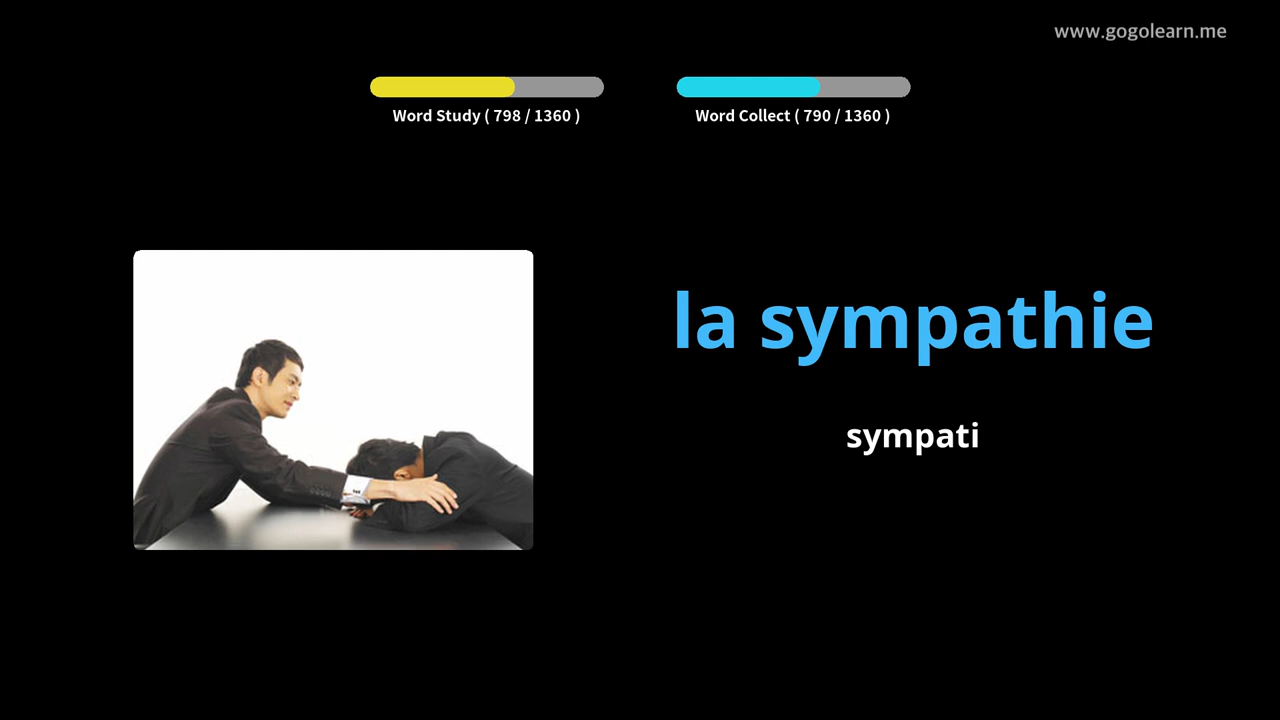 www.gogolearn.me
Word Study ( 798 / 1360 )
Word Collect ( 790 / 1360 )
la sympathie
sympati